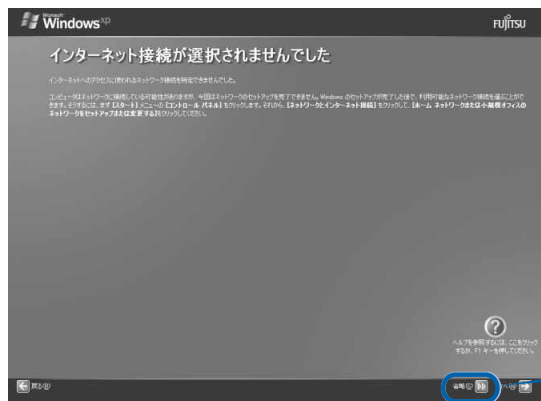 Microsoft
Windows xp
FUJITSU
インターネット接続が選択されませんでした
インターネットへのアクセスに使われるネットワーク接続を特定できませんでした。
コンピュータはネットワークに接続している可能性がありますが、今回はネットワークのセットアップを完了できません。Windows のセットアップが完了した後で、利用可能なネットワーク接続を選ぶことがで
きます。そうするには、まず [スタート] メニューの [コントロール パネル] をクリックします。それから、[ネットワークとインターネット接続] をクリックして、[ホーム ネットワークまたは小規模オフィスの
ネットワークをセットアップまたは変更する]をクリックしてください。
?
ヘルプを参照するには、ここをクリック
するか、F1 キーを押してください。
戻る(B)
省略(S)